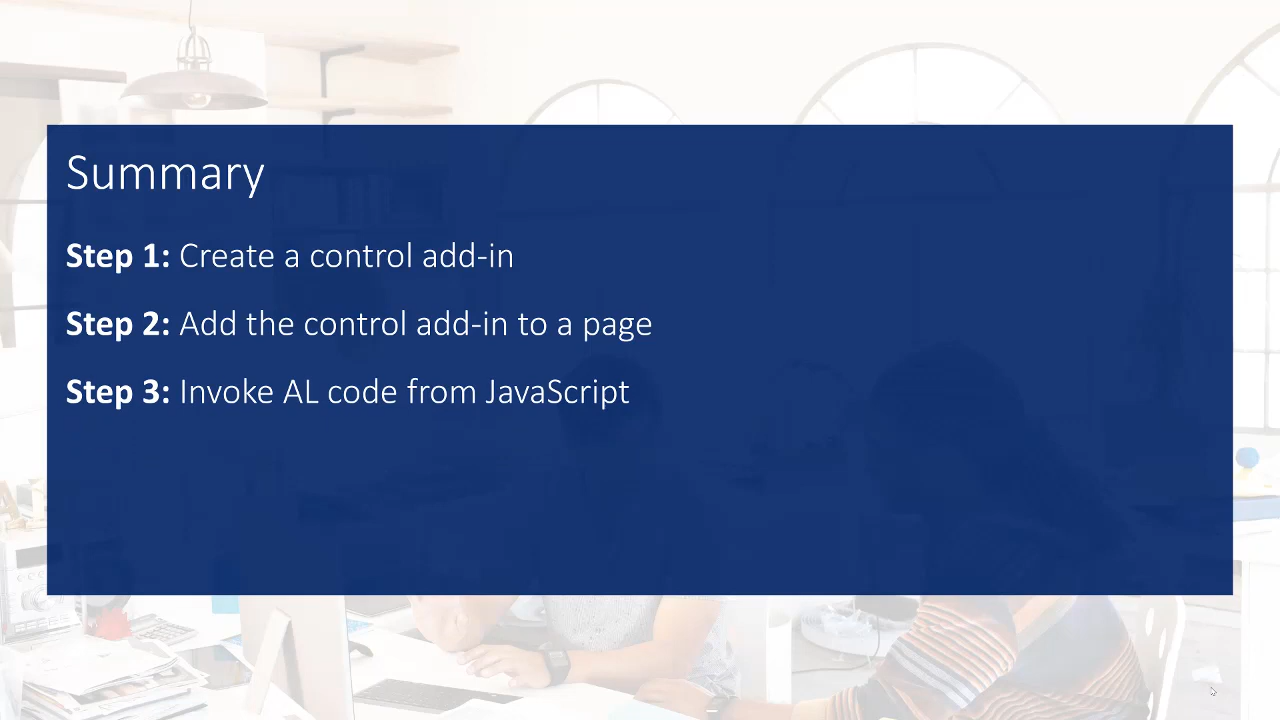 Summary
Step 1: Create a control add-in
Step 2: Add the control add-in to a page
Step 3: Invoke AL code from JavaScript